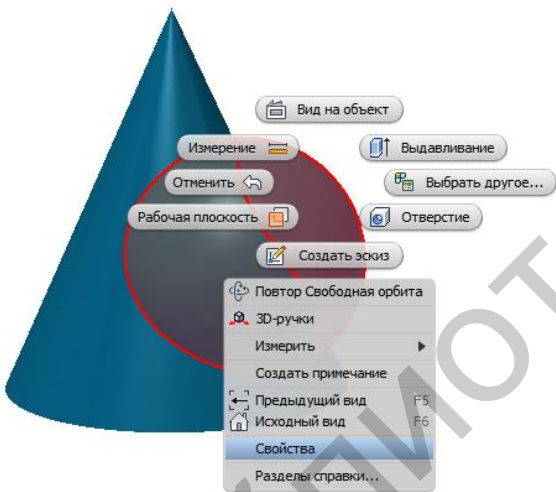 Вид на объект
Измерение
Выдавливание
Отменить
Выбрать другое...
Рабочая плоскость
Отверстие
Создать эскиз
Повтор Свободная орбита
3D-ручки
Измерить
Создать примечание
Предыдущий вид F5
Исходный вид F6
Свойства
Разделы справки...
ПИОТ